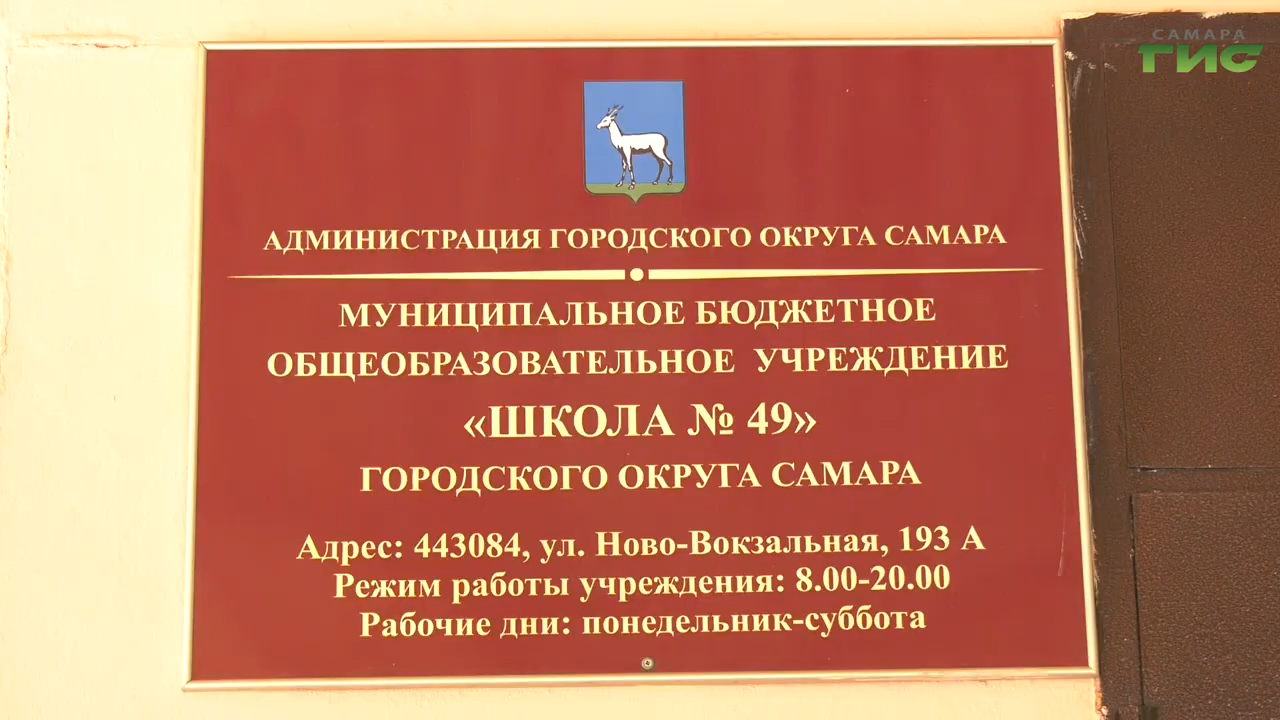 САМАРА
ГИС
АДМИНИСТРАЦИЯ ГОРОДСКОГО ОКРУГА САМАРА
МУНИЦИПАЛЬНОЕ БЮДЖЕТНОЕ
ОБЩЕОБРАЗОВАТЕЛЬНОЕ УЧРЕЖДЕНИЕ
«ШКОЛА № 49»
ГОРОДСКОГО ОКРУГА САМАРА
Адрес: 443084, ул. Ново-Вокзальная, 193 А
Режим работы учреждения: 8.00-20.00
Рабочие дни: понедельник-суббота